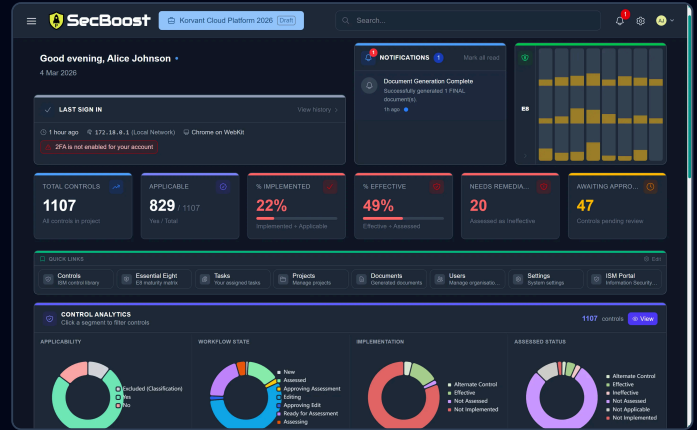 SecBoost
Korvant Cloud Platform 2026 Draft
Search...
1
AJ
Good evening, Alice Johnson
4 Mar 2026
1
NOTIFICATIONS 1
Mark all read
Document Generation Complete
Successfully generated 1 FINAL
document(s).
1h ago
E8
LAST SIGN IN
View history
1 hour ago 172.18.0.1 (Local Network) Chrome on WebKit
2FA is not enabled for your account
TOTAL CONTROLS
1107
All controls in project
APPLICABLE
829 / 1107
Yes / Total
% IMPLEMENTED
22%
Implemented ÷ Applicable
% EFFECTIVE
49%
Effective ÷ Assessed
NEEDS REMEDIA...
20
Assessed as Ineffective
AWAITING APPRO...
47
Controls pending review
QUICK LINKS
Edit
Controls
ISM control library
Essential Eight
E8 maturity matrix
Tasks
Your assigned tasks
Projects
Manage projects
Documents
Generated documents
Users
Manage organisatio...
Settings
System settings
ISM Portal
Information Security...
CONTROL ANALYTICS
Click a segment to filter controls
1107 controls View
APPLICABILITY
Excluded (Classification)
Yes
No
WORKFLOW STATE
New
Assessed
Approving Assessment
Editing
Approving Edit
Ready for Assessment
Assessing
IMPLEMENTATION
Alternate Control
Effective
Not Assessed
Not Implemented
ASSESSED STATUS
Alternate Control
Effective
Ineffective
Not Assessed
Not Applicable
Not Implemented